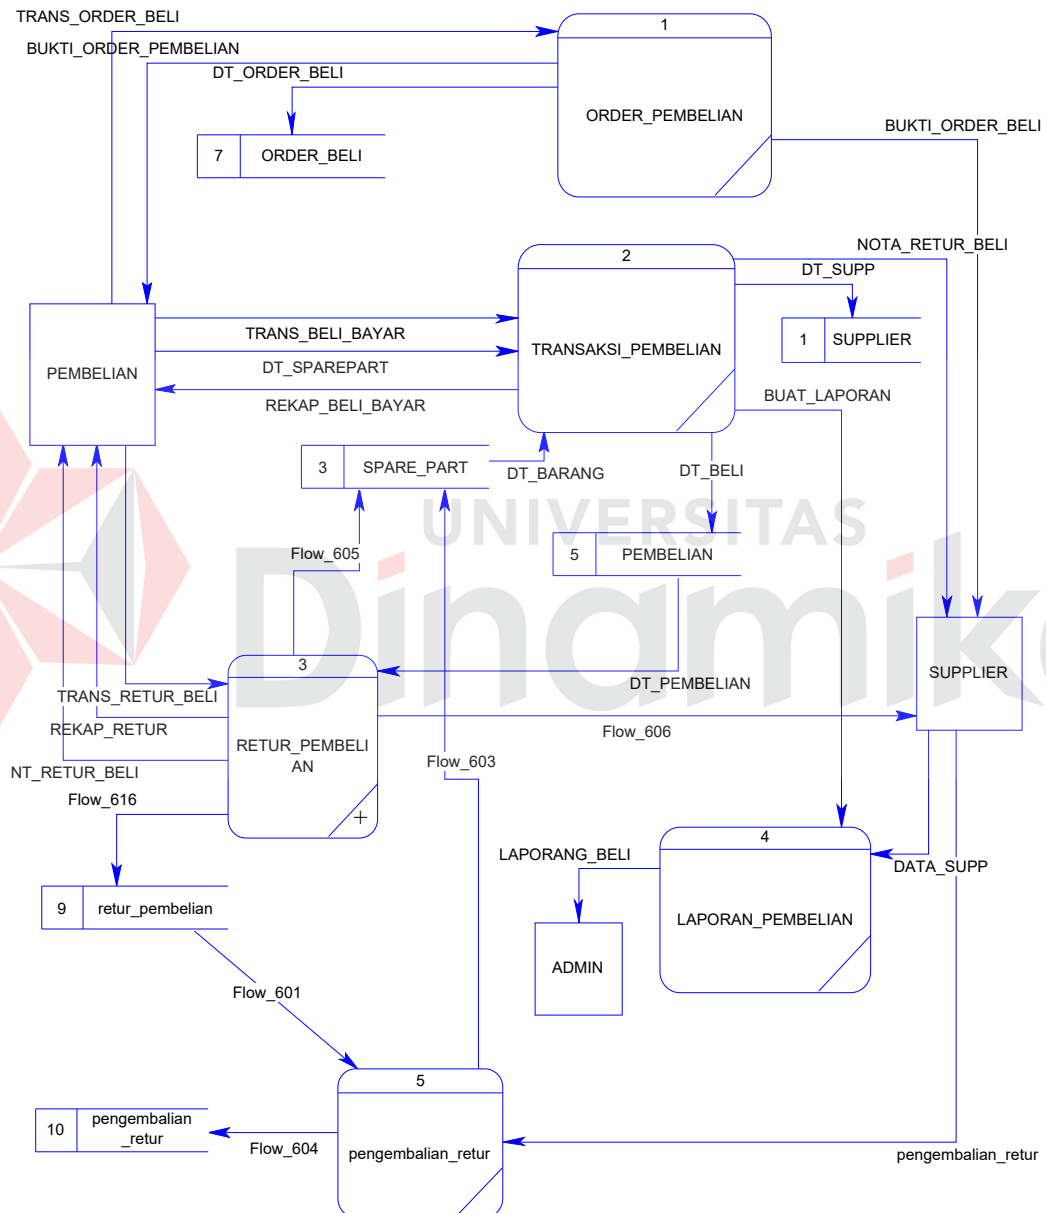 TRANS_ORDER_BELI
1
BUKTI_ORDER_PEMBELIAN
DT_ORDER_BELI
ORDER_PEMBELIAN
BUKTI_ORDER_BELI
7
ORDER_BELI
NOTA_RETUR_BELI
2
DT_SUPP
TRANS_BELI_BAYAR
TRANSAKSI_PEMBELIAN
1
SUPPLIER
DT_SPAREPART
PEMBELIAN
BUAT_LAPORAN
REKAP_BELI_BAYAR
3
SPARE_PART
DT_BARANG
DT_BELI
UNIVERSITAS
Flow_605
5
PEMBELIAN
Dinamika
3
SUPPLIER
DT_PEMBELIAN
TRANS_RETUR_BELI
REKAP_RETUR
Flow_606
RETUR_PEMBELI
AN
Flow_603
NT_RETUR_BELI
Flow_616
4
LAPORANG_BELI
DATA_SUPP
9
retur_pembelian
LAPORAN_PEMBELIAN
ADMIN
Flow_601
5
10
pengembalian
_retur
Flow_604
pengembalian_retur
pengembalian_retur